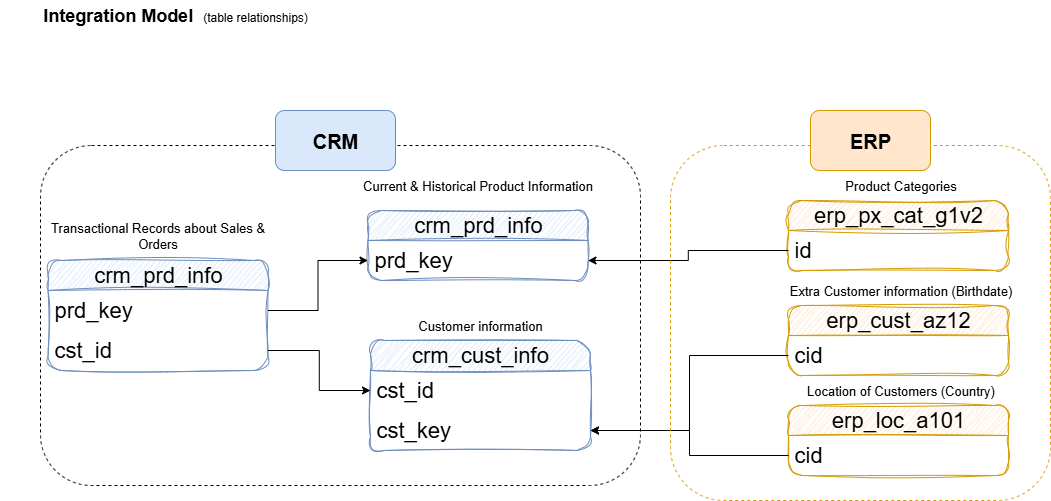 Integration Model (table relationships)
CRM
ERP
Current & Historical Product Information
Product Categories
crm_prd_info
erp_px_cat_g1v2
prd_key
id
Transactional Records about Sales &
Orders
crm_prd_info
prd_key
cst_id
Extra Customer information (Birthdate)
erp_cust_az12
cid
Customer information
crm_cust_info
cst_id
cst_key
Location of Customers (Country)
erp_loc_a101
cid